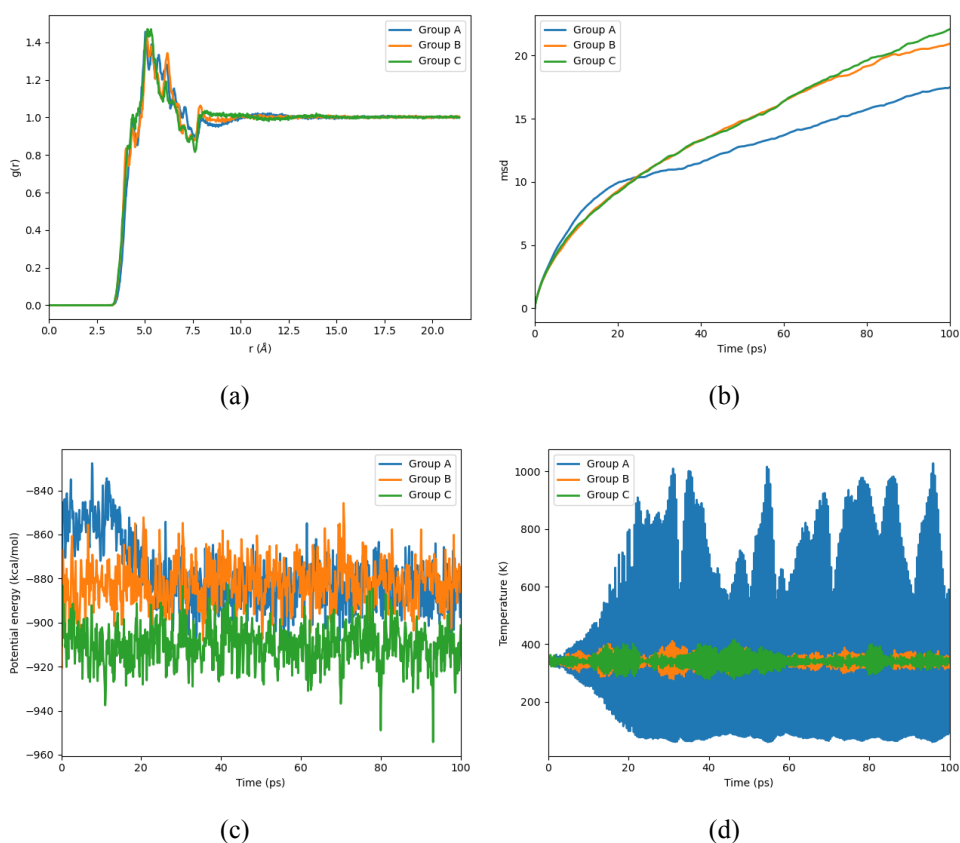 1.4
1.2
1.0
0.8
0.6
0.4
0.2
0.0
g(r)
0.0 2.5 5.0 7.5 10.0 12.5 15.0 17.5 20.0
r (Å)
Group A
Group B
Group C
(a)
20
15
10
5
0
msd
0 20 40 60 80 100
Time (ps)
Group A
Group B
Group C
(b)
−840
−860
−880
−900
−920
−940
−960
Potential energy (kcal/mol)
0 20 40 60 80 100
Time (ps)
Group A
Group B
Group C
(c)
1000
800
600
400
200
Temperature (K)
0 20 40 60 80 100
Time (ps)
Group A
Group B
Group C
(d)